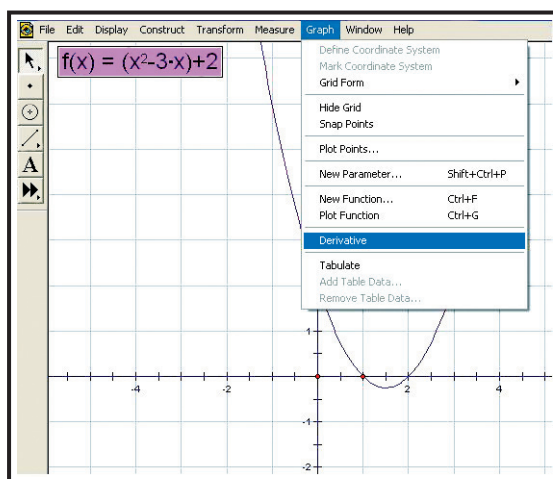 File Edit Display Construct Transform Measure Graph Window Help
f(x) = (x²-3·x)+2
A
Define Coordinate System
Mark Coordinate System
Grid Form
Hide Grid
Snap Points
Plot Points...
New Parameter... Shift+Ctrl+P
New Function... Ctrl+F
Plot Function Ctrl+G
Derivative
Tabulate
Add Table Data...
Remove Table Data...
1
-4 -2 2
-1
-2